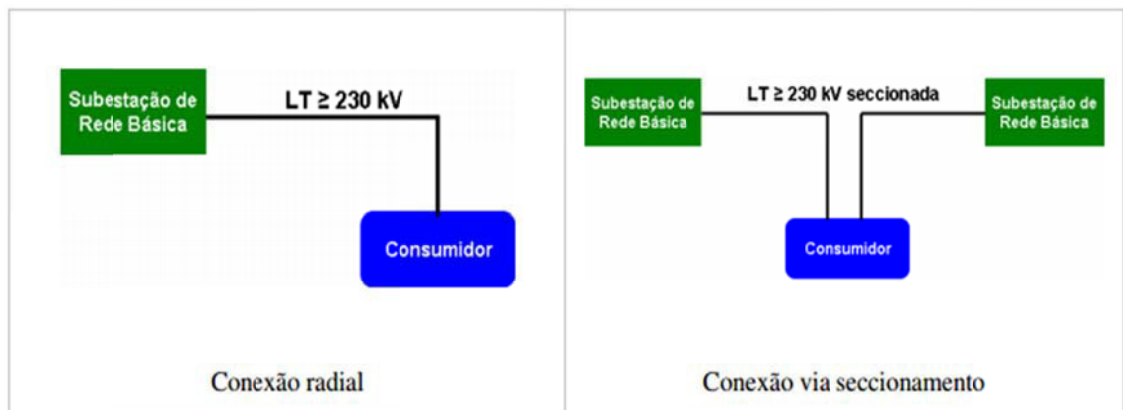 Subestação de
Rede Básica
LT ≥ 230 kV
Consumidor
Conexão radial
Subestação de
Rede Básica
LT ≥ 230 kV seccionada
Subestação de
Rede Básica
Consumidor
Conexão via seccionamento